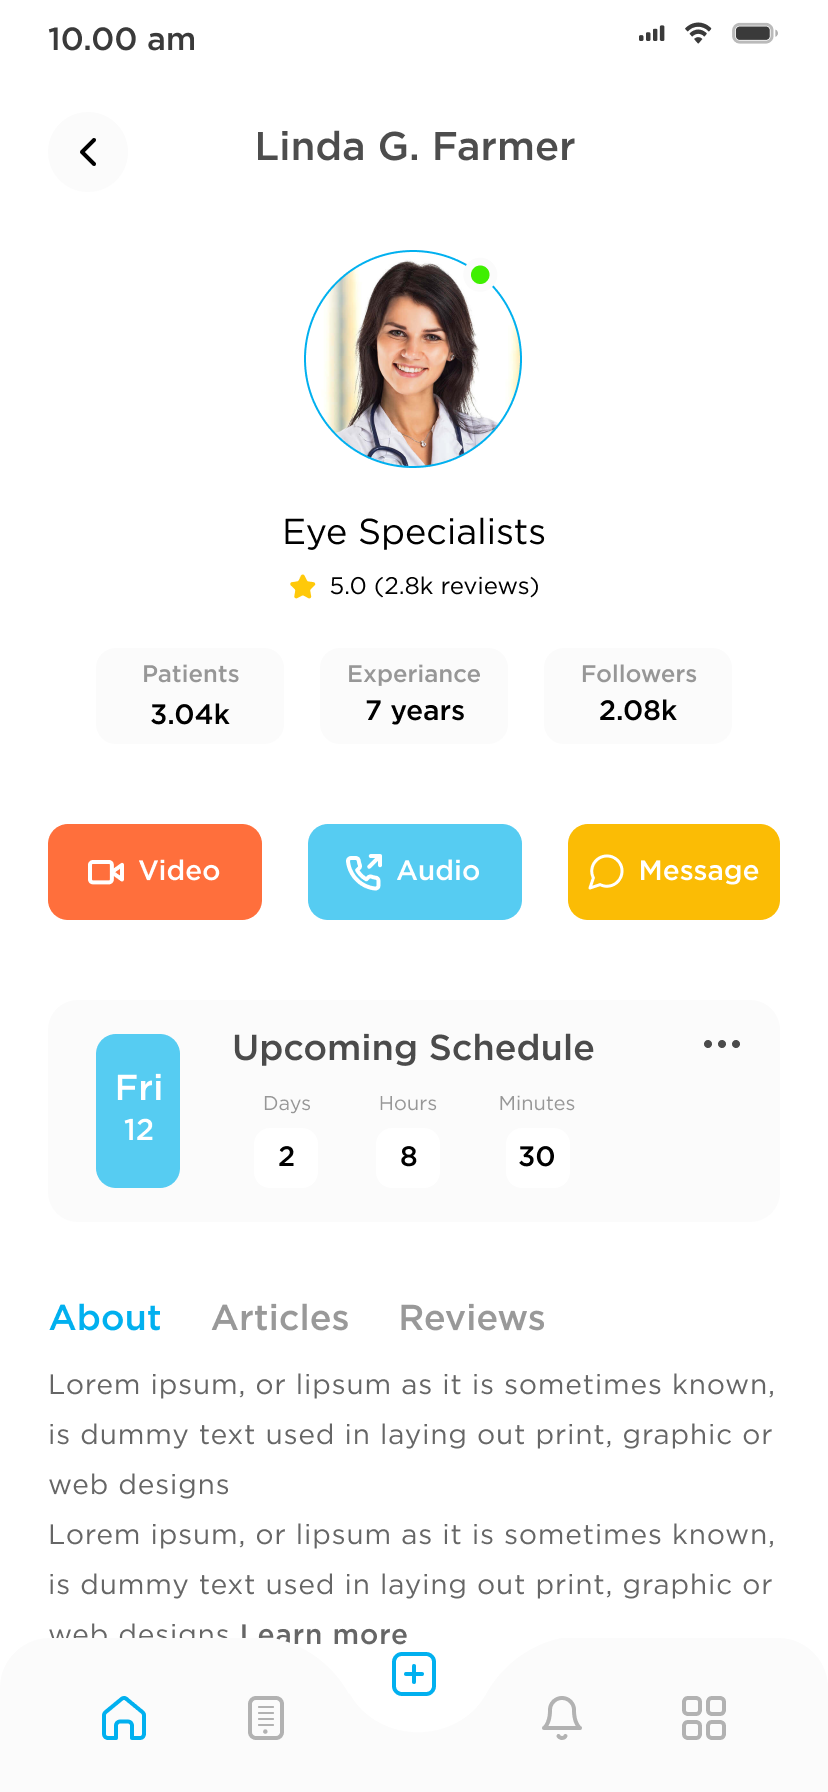 10.00 am
Linda G. Farmer
Eye Specialists
5.0 (2.8k reviews)
Patients
3.04k
Experiance
7 years
Followers
2.08k
Video
Audio
Message
Fri
12
Upcoming Schedule
Days
2
Hours
8
Minutes
30
About
Articles
Reviews
Lorem ipsum, or lipsum as it is sometimes known,
is dummy text used in laying out print, graphic or
web designs
Lorem ipsum, or lipsum as it is sometimes known,
is dummy text used in laying out print, graphic or
web designs Learn more